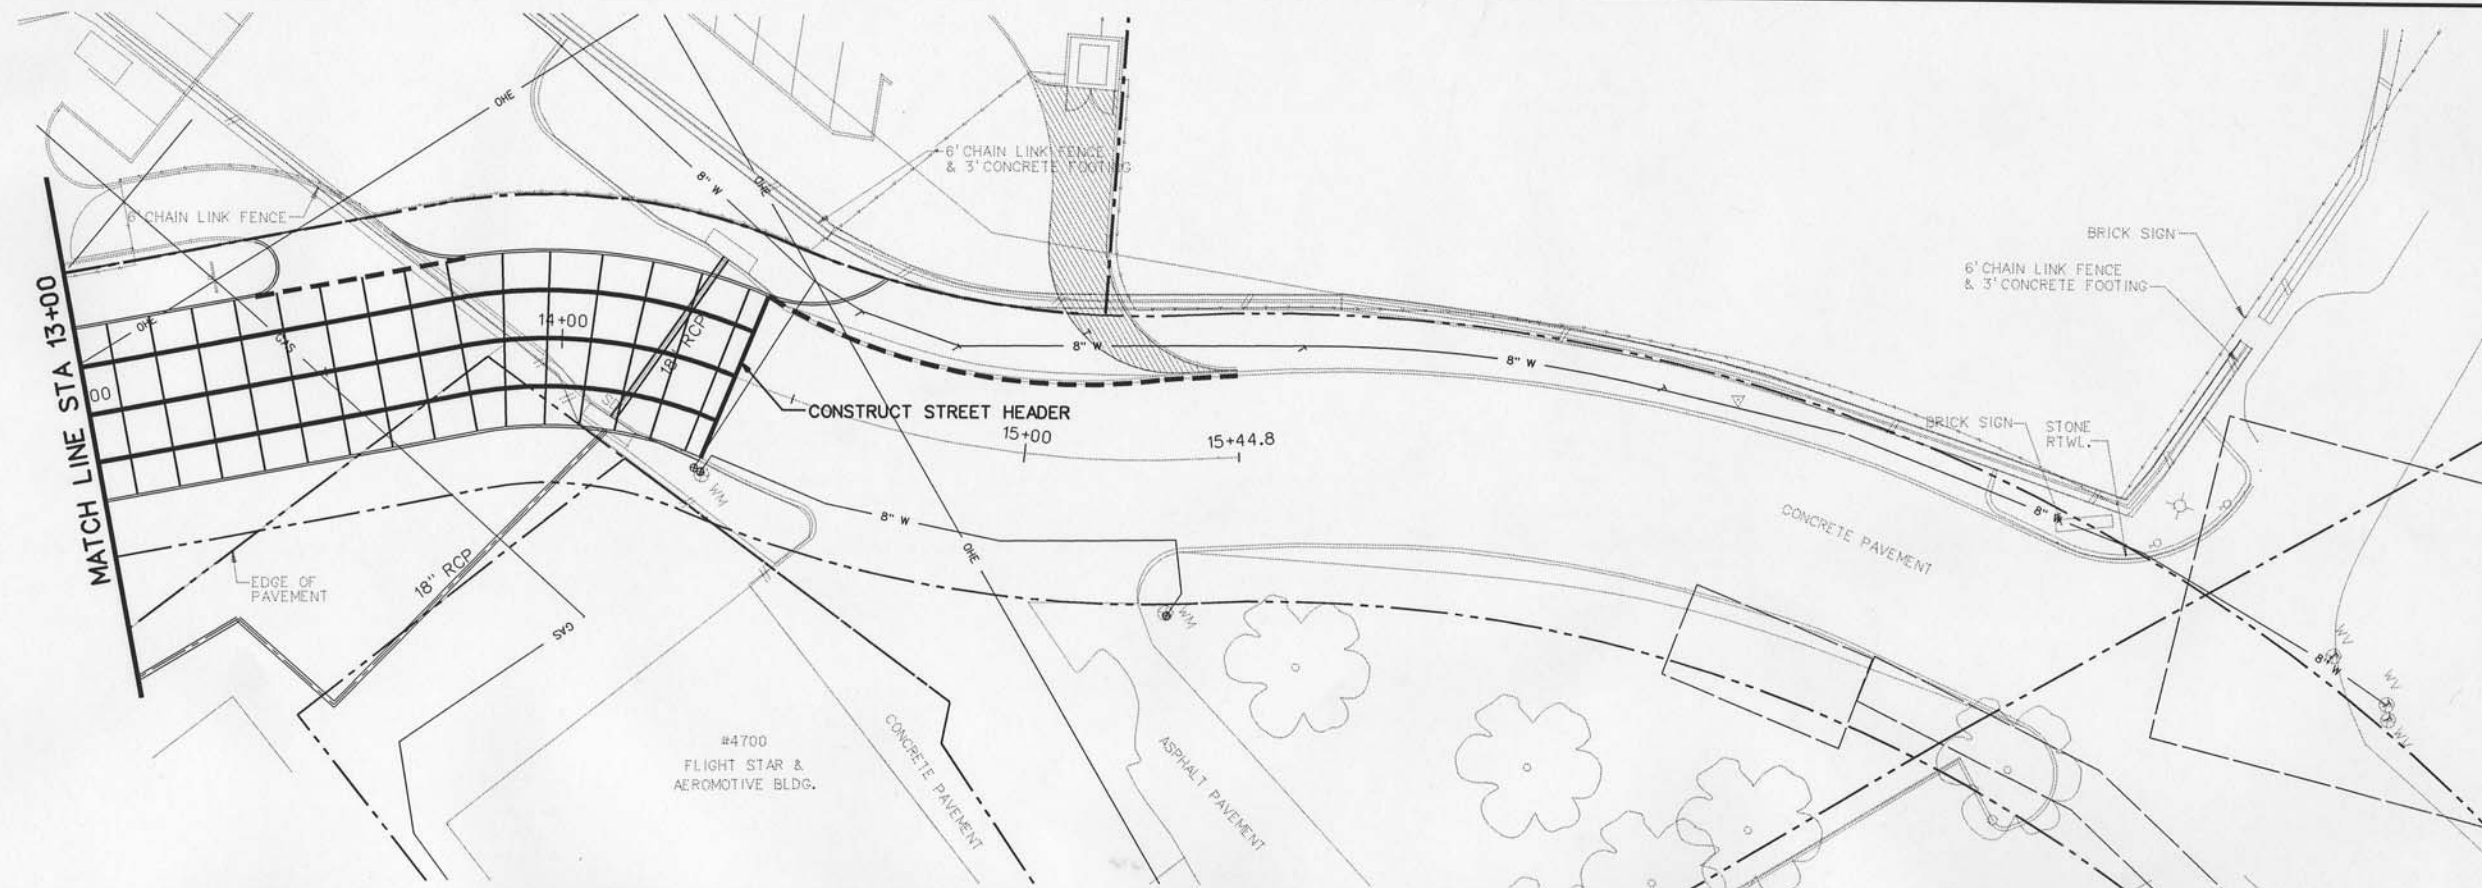 OHE
6' CHAIN LINK FENCE
& 3' CONCRETE FOOTING
8" W
OHE
6' CHAIN LINK FENCE
BRICK SIGN
6' CHAIN LINK FENCE
& 3' CONCRETE FOOTING
MATCH LINE STA 13+00
OHE
GAS
14+00
18" RCP
8" W
8" W
00
CONSTRUCT STREET HEADER
15+00
15+44.8
BRICK SIGN
STONE
RTWL.
WM
8" W
8" W
CONCRETE PAVEMENT
OHE
EDGE OF
PAVEMENT
18" RCP
GAS
WM
WV
8" W
WV
WV
#4700
FLIGHT STAR &
AEROMOTIVE BLDG.
CONCRETE PAVEMENT
ASPHALT PAVEMENT